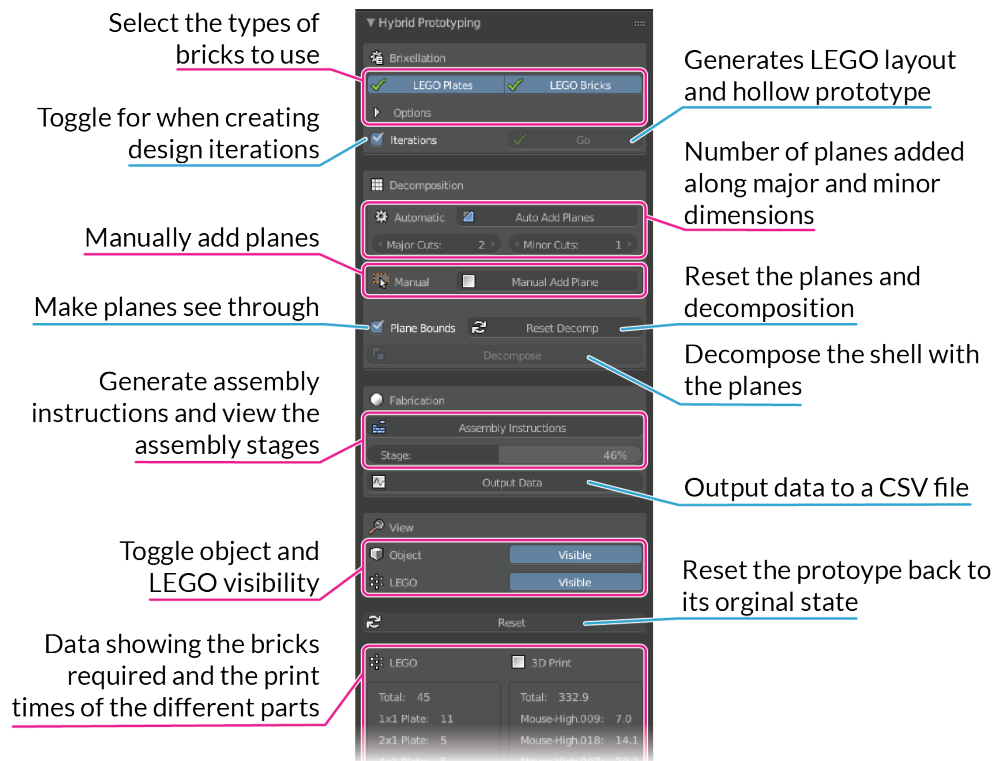 Select the types of
bricks to use
Toggle for when creating
design iterations
Manually add planes
Make planes see through
Generate assembly
instructions and view the
assembly stages
Toggle object and
LEGO visibility
Data showing the bricks
required and the print
times of the different parts
Hybrid Prototyping
Brixellation
LEGO Plates
LEGO Bricks
Options
Iterations
Go
Decomposition
Automatic
Auto Add Planes
Major Cuts: 2
Minor Cuts: 1
Manual
Manual Add Plane
Plane Bounds
Reset Decomp
Decompose
Fabrication
Assembly Instructions
Stage: 46%
Output Data
View
Object
Visible
LEGO
Visible
Reset
LEGO
3D Print
Total: 45
Total: 332.9
1x1 Plate: 11
Mouse-High.009: 7.0
2x1 Plate: 5
Mouse-High.018: 14.1
Generates LEGO layout
and hollow prototype
Number of planes added
along major and minor
dimensions
Reset the planes and
decomposition
Decompose the shell with
the planes
Output data to a CSV file
Reset the protoype back to
its orginal state